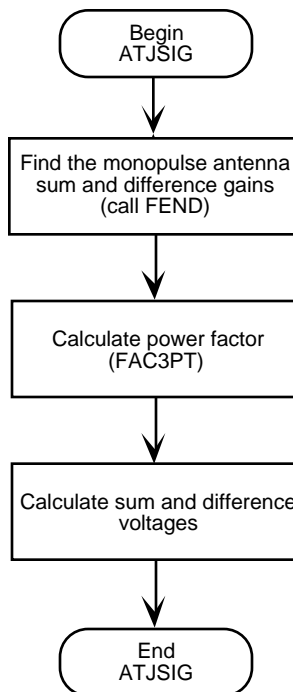 Begin
ATJSIG
Find the monopulse antenna
sum and difference gains
(call FEND)
Calculate power factor
(FAC3PT)
Calculate sum and difference
voltages
End
ATJSIG